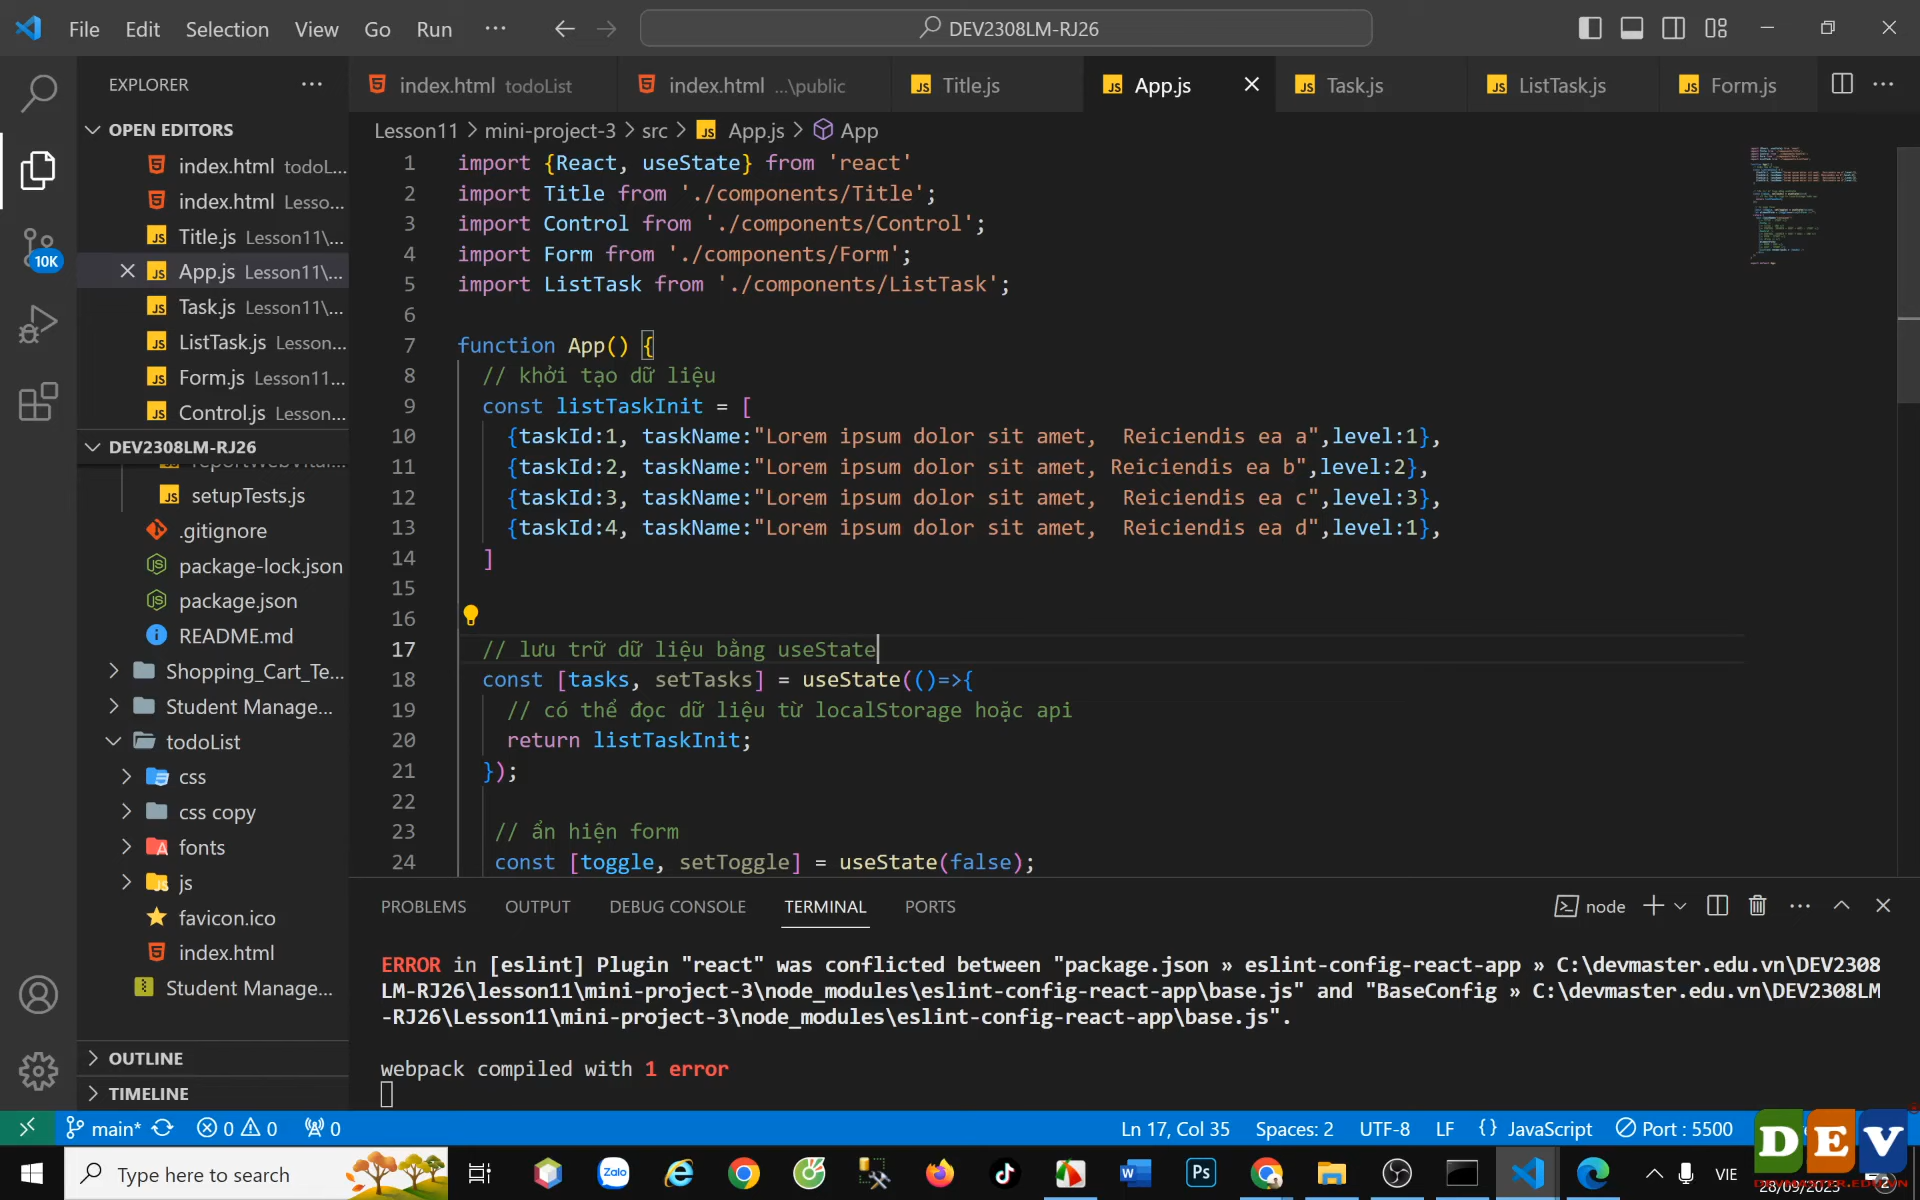 File Edit Selection View Go Run ... DEV2308LM-RJ26
EXPLORER ...
index.html todoList
index.html ...\public
Title.js
App.js
Task.js
ListTask.js
Form.js
Lesson11 > mini-project-3 > src > App.js > App
OPEN EDITORS
index.html todoL...
index.html Lesso...
Title.js Lesson11\...
App.js Lesson11\...
Task.js Lesson11\...
ListTask.js Lesson...
Form.js Lesson11...
Control.js Lesson...
DEV2308LM-RJ26
reportWebVital...
setupTests.js
.gitignore
package-lock.json
package.json
README.md
Shopping_Cart_Te...
Student Manage...
todoList
css
css copy
fonts
js
favicon.ico
index.html
Student Manage...
OUTLINE
TIMELINE
10K
1 import {React, useState} from 'react'
2 import Title from './components/Title';
3 import Control from './components/Control';
4 import Form from './components/Form';
5 import ListTask from './components/ListTask';
6
7 function App() {
8 // khởi tạo dữ liệu
9 const listTaskInit = [
10 {taskId:1, taskName:"Lorem ipsum dolor sit amet,  Reiciendis ea a",level:1},
11 {taskId:2, taskName:"Lorem ipsum dolor sit amet, Reiciendis ea b",level:2},
12 {taskId:3, taskName:"Lorem ipsum dolor sit amet,  Reiciendis ea c",level:3},
13 {taskId:4, taskName:"Lorem ipsum dolor sit amet,  Reiciendis ea d",level:1},
14 ]
15
16
17 // lưu trữ dữ liệu bằng useState
18 const [tasks, setTasks] = useState(()=>{
19 // có thể đọc dữ liệu từ localStorage hoặc api
20 return listTaskInit;
21 });
22
23 // ẩn hiện form
24 const [toggle, setToggle] = useState(false);
PROBLEMS OUTPUT DEBUG CONSOLE TERMINAL PORTS node
ERROR in [eslint] Plugin "react" was conflicted between "package.json » eslint-config-react-app » C:\devmaster.edu.vn\DEV2308
LM-RJ26\lesson11\mini-project-3\node_modules\eslint-config-react-app\base.js" and "BaseConfig » C:\devmaster.edu.vn\DEV2308LM
-RJ26\Lesson11\mini-project-3\node_modules\eslint-config-react-app\base.js".
webpack compiled with 1 error
main* 0 0 0 Ln 17, Col 35 Spaces: 2 UTF-8 LF {} JavaScript Port : 5500
DEV
Type here to search Zalo VIE 28/09/2023 2
DEVMASTER.EDU.VN